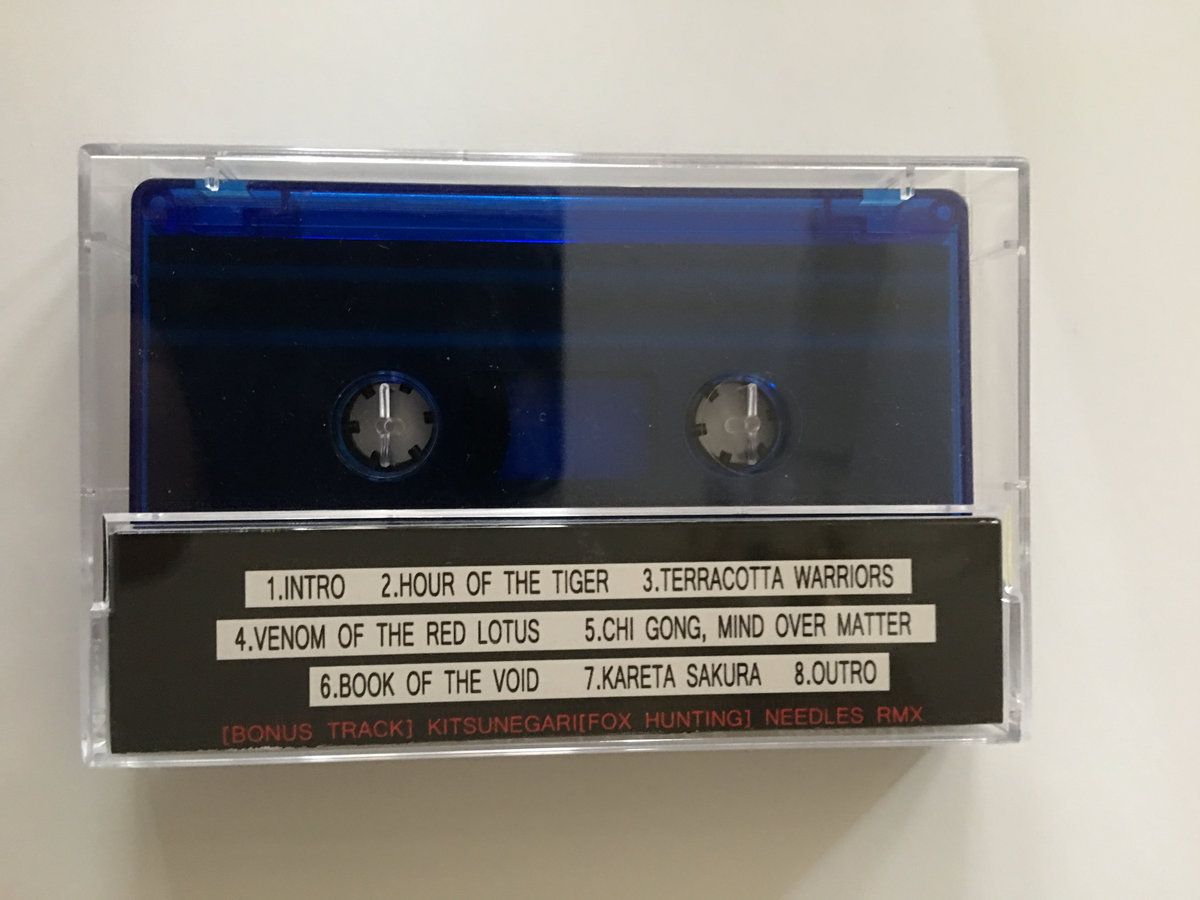 1.INTRO 2.HOUR OF THE TIGER 3.TERRACOTTA WARRIORS
4.VENOM OF THE RED LOTUS 5.CHI GONG, MIND OVER MATTER
6.BOOK OF THE VOID 7.KARETA SAKURA 8.OUTRO
[BONUS TRACK] KITSUNEGARI[FOX HUNTING] NEEDLES RMX